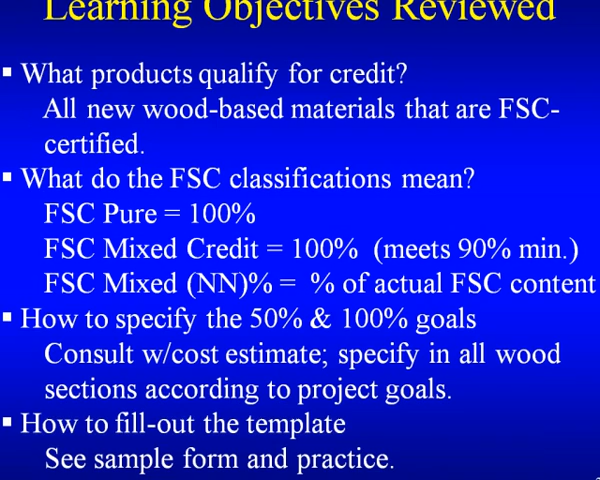 Learning Objectives Reviewed
▪ What products qualify for credit?
All new wood-based materials that are FSC-
certified.
▪ What do the FSC classifications mean?
FSC Pure = 100%
FSC Mixed Credit = 100% (meets 90% min.)
FSC Mixed (NN)% = % of actual FSC content
▪ How to specify the 50% & 100% goals
Consult w/cost estimate; specify in all wood
sections according to project goals.
▪ How to fill-out the template
See sample form and practice.